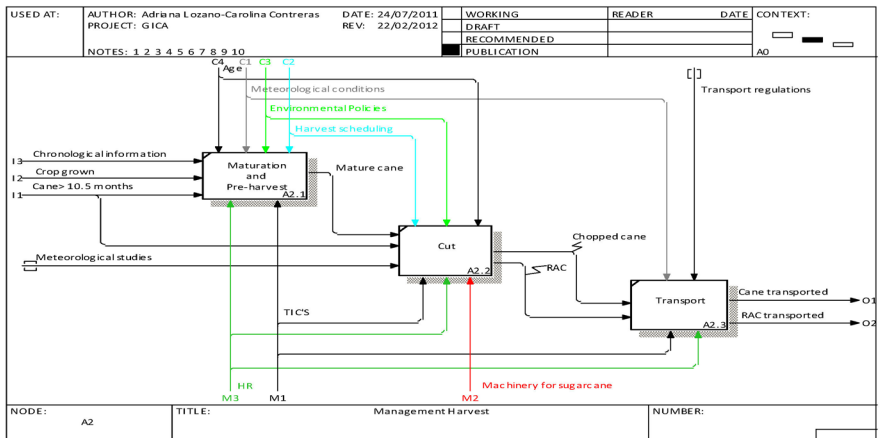 USED AT:
AUTHOR: Adriana Lozano-Carolina Contreras
DATE: 24/07/2011
WORKING
READER
DATE
CONTEXT:
PROJECT: GICA
REV: 22/02/2012
DRAFT
RECOMMENDED
NOTES: 1 2 3 4 5 6 7 8 9 10
PUBLICATION
A0
C4
C1
C3
C2
Age
Meteorological conditions
Transport regulations
Environmental Policies
Harvest scheduling
I3
Chronological information
I2
Crop grown
I1
Cane> 10.5 months
Maturation
and
Pre-harvest
A2.1
Mature cane
Meteorological studies
Cut
A2.2
Chopped cane
RAC
Transport
A2.3
Cane transported
O1
RAC transported
O2
TIC'S
HR
Machinery for sugarcane
M3
M1
M2
NODE:
A2
TITLE:
Management Harvest
NUMBER: